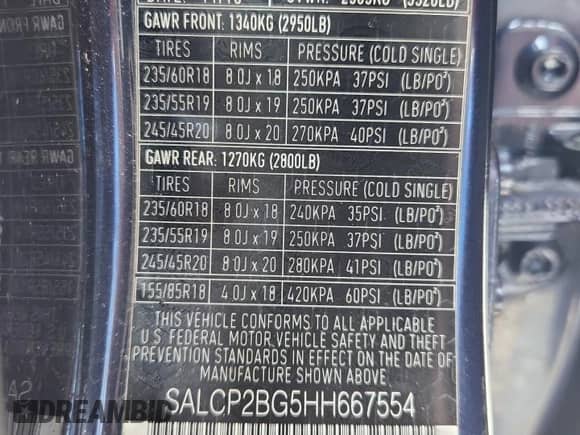 GAWR FRONT: 1340KG (2950LB)
TIRES RIMS PRESSURE (COLD SINGLE)
235/60R18 8.0J x 18 250KPA 37PSI (LB/PO²)
235/55R19 8.0J x 19 250KPA 37PSI (LB/PO²)
245/45R20 8.0J x 20 270KPA 40PSI (LB/PO²)
GAWR REAR: 1270KG (2800LB)
TIRES RIMS PRESSURE (COLD SINGLE)
235/60R18 8.0J x 18 240KPA 35PSI (LB/PO²)
235/55R19 8.0J x 19 250KPA 37PSI (LB/PO²)
245/45R20 8.0J x 20 280KPA 41PSI (LB/PO²)
155/85R18 4.0J x 18 420KPA 60PSI (LB/PO²)
THIS VEHICLE CONFORMS TO ALL APPLICABLE
U.S. FEDERAL MOTOR VEHICLE SAFETY AND THEFT
PREVENTION STANDARDS IN EFFECT ON THE DATE
OF MANUFACTURE SHOWN ABOVE.
SALCP2BG5HH667554
DREAMBID